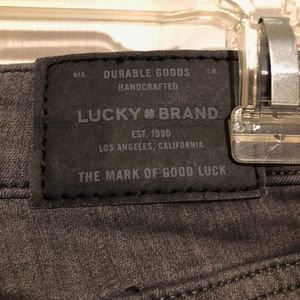 REG. DURABLE GOODS T.M.
HANDCRAFTED
LUCKY BRAND
EST. 1990
LOS ANGELES, CALIFORNIA
THE MARK OF GOOD LUCK